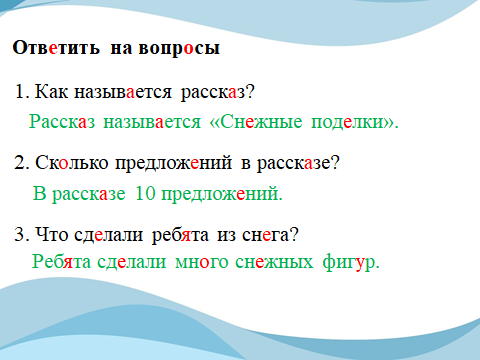 Ответить на вопросы
1. Как называется рассказ?
Рассказ называется «Снежные поделки».
2. Сколько предложений в рассказе?
В рассказе 10 предложений.
3. Что сделали ребята из снега?
Ребята сделали много снежных фигур.